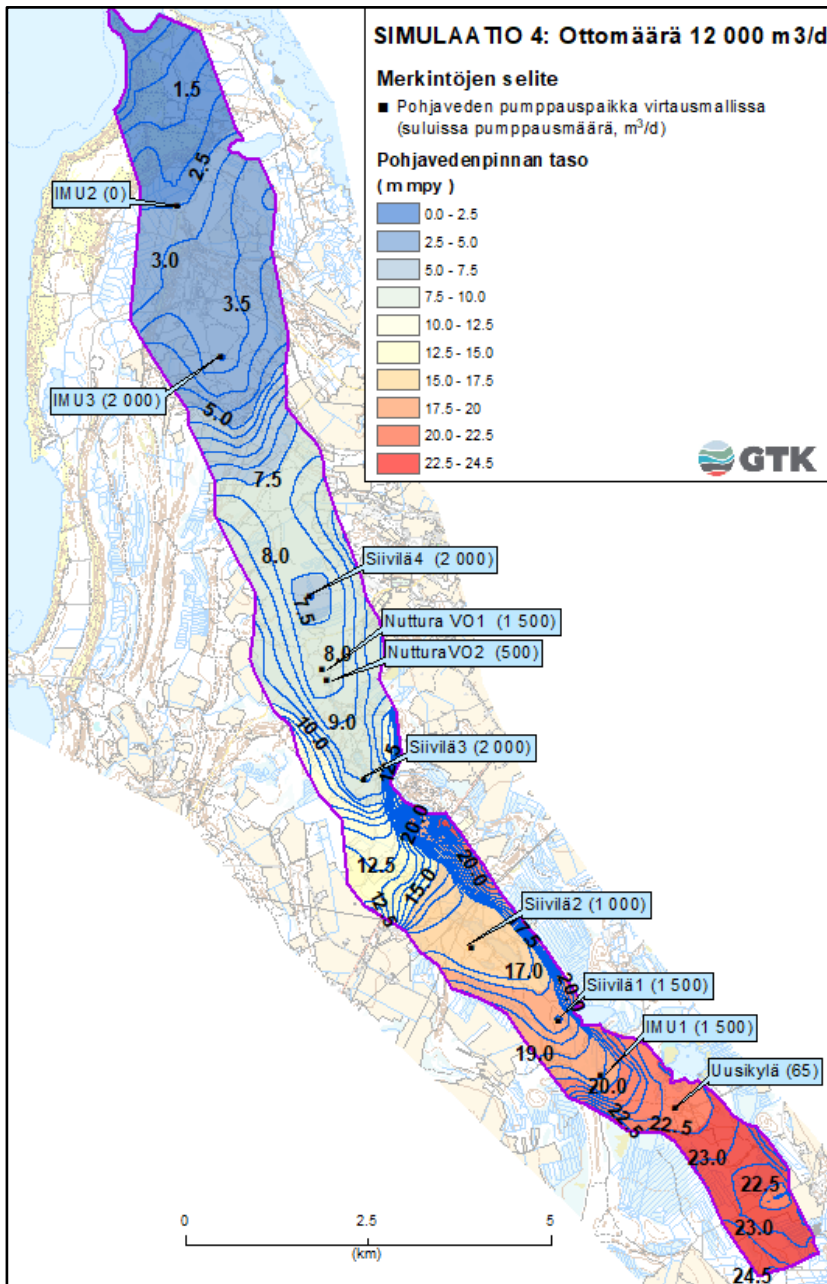 SIMULAATIO 4: Ottomäärä 12 000 m3/d
Merkintöjen selite
Pohjaveden pumppauspaikka virtausmallissa
(suluissa pumppausmäärä, m³/d)
Pohjavedenpinnan taso
(m mpy)
0.0 - 2.5
2.5 - 5.0
5.0 - 7.5
7.5 - 10.0
10.0 - 12.5
12.5 - 15.0
15.0 - 17.5
17.5 - 20
20.0 - 22.5
22.5 - 24.5
GTK
1.5
2.5
IMU2 (0)
3.0
3.5
IMU3 (2 000)
5.0
7.5
8.0
Siivilä4 (2 000)
7.5
Nuttura VO1 (1 500)
8.0
Nuttura VO2 (500)
9.0
10.0
Siivilä3 (2 000)
12.5
20.0
20.0
12.5
15.0
12.5
Siivilä2 (1 000)
17.5
17.0
20.0
Siivilä1 (1 500)
19.0
IMU1 (1 500)
20.0
Uusikylä (65)
22.5
22.5
23.0
22.5
23.0
24.5
0
2.5
5
(km)